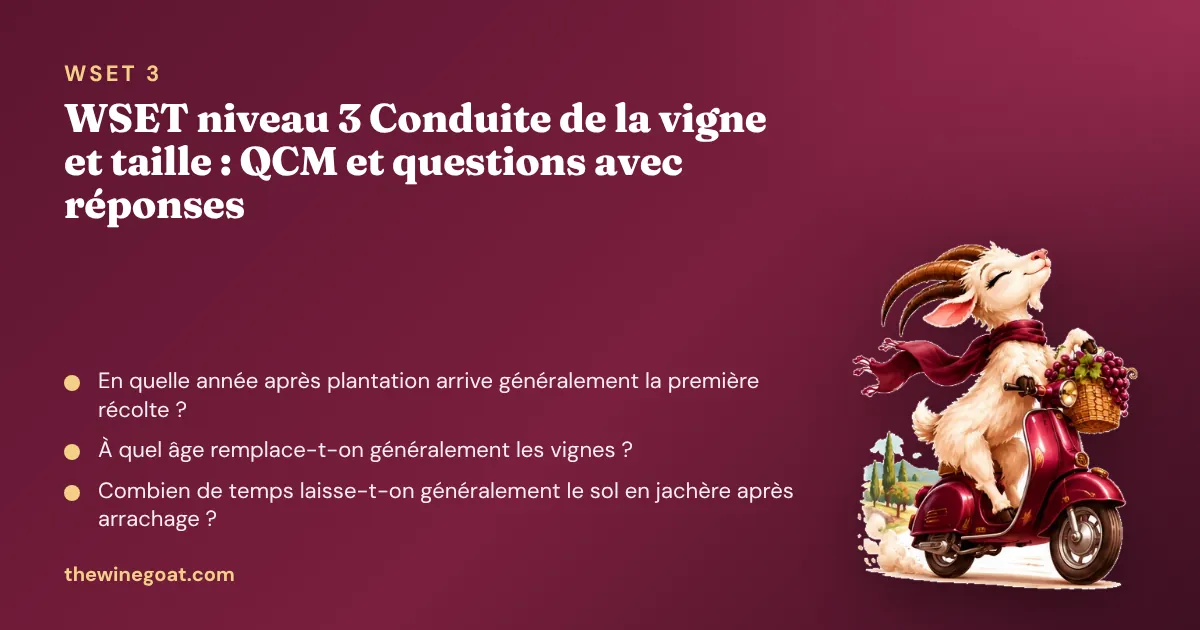 WSET 3
WSET niveau 3 Conduite de la vigne
et taille : QCM et questions avec
réponses
En quelle année après plantation arrive généralement la première
récolte ?
À quel âge remplace-t-on généralement les vignes ?
Combien de temps laisse-t-on généralement le sol en jachère après
arrachage ?
thewinegoat.com